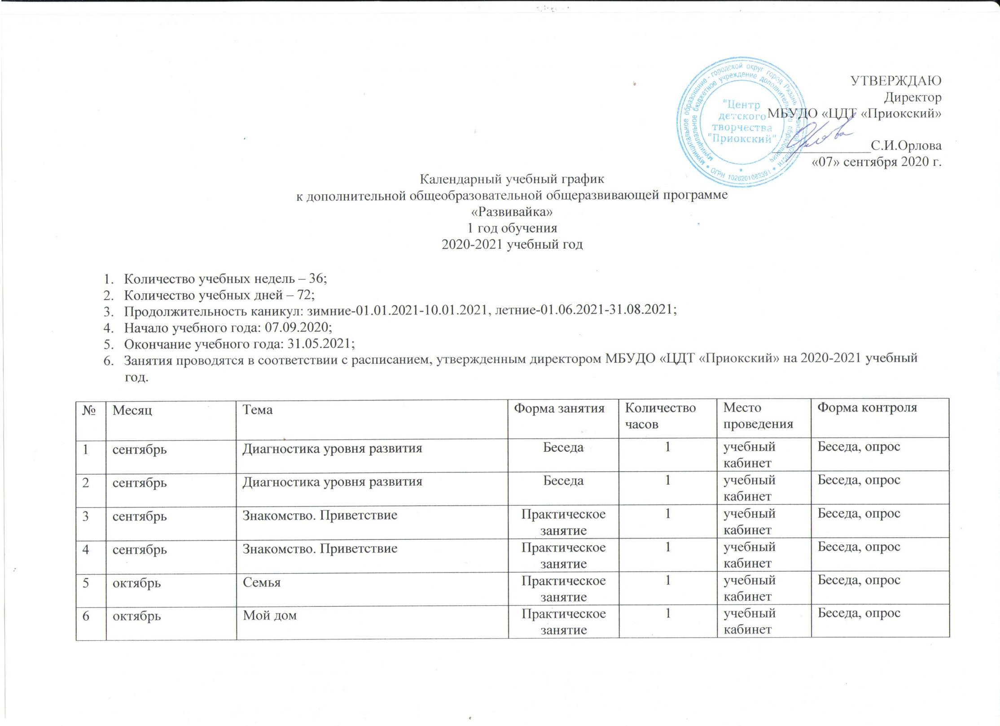 УТВЕРЖДАЮ
Директор
МБУДО «ЦДТ «Приокский»
С.И.Орлова
«07» сентября 2020 г.
муниципальное образование - городской округ город Рязань Рязанской области • ОГРН 1026201083391 •
муниципальное бюджетное учреждение дополнительного образования
"Центр
детского
творчества
"Приокский"
Календарный учебный график
к дополнительной общеобразовательной общеразвивающей программе
«Развивайка»
1 год обучения
2020-2021 учебный год
1. Количество учебных недель – 36;
2. Количество учебных дней – 72;
3. Продолжительность каникул: зимние-01.01.2021-10.01.2021, летние-01.06.2021-31.08.2021;
4. Начало учебного года: 07.09.2020;
5. Окончание учебного года: 31.05.2021;
6. Занятия проводятся в соответствии с расписанием, утвержденным директором МБУДО «ЦДТ «Приокский» на 2020-2021 учебный
год.
№ Месяц Тема Форма занятия Количество часов Место проведения Форма контроля
1 сентябрь Диагностика уровня развития Беседа 1 учебный кабинет Беседа, опрос
2 сентябрь Диагностика уровня развития Беседа 1 учебный кабинет Беседа, опрос
3 сентябрь Знакомство. Приветствие Практическое занятие 1 учебный кабинет Беседа, опрос
4 сентябрь Знакомство. Приветствие Практическое занятие 1 учебный кабинет Беседа, опрос
5 октябрь Семья Практическое занятие 1 учебный кабинет Беседа, опрос
6 октябрь Мой дом Практическое занятие 1 учебный кабинет Беседа, опрос